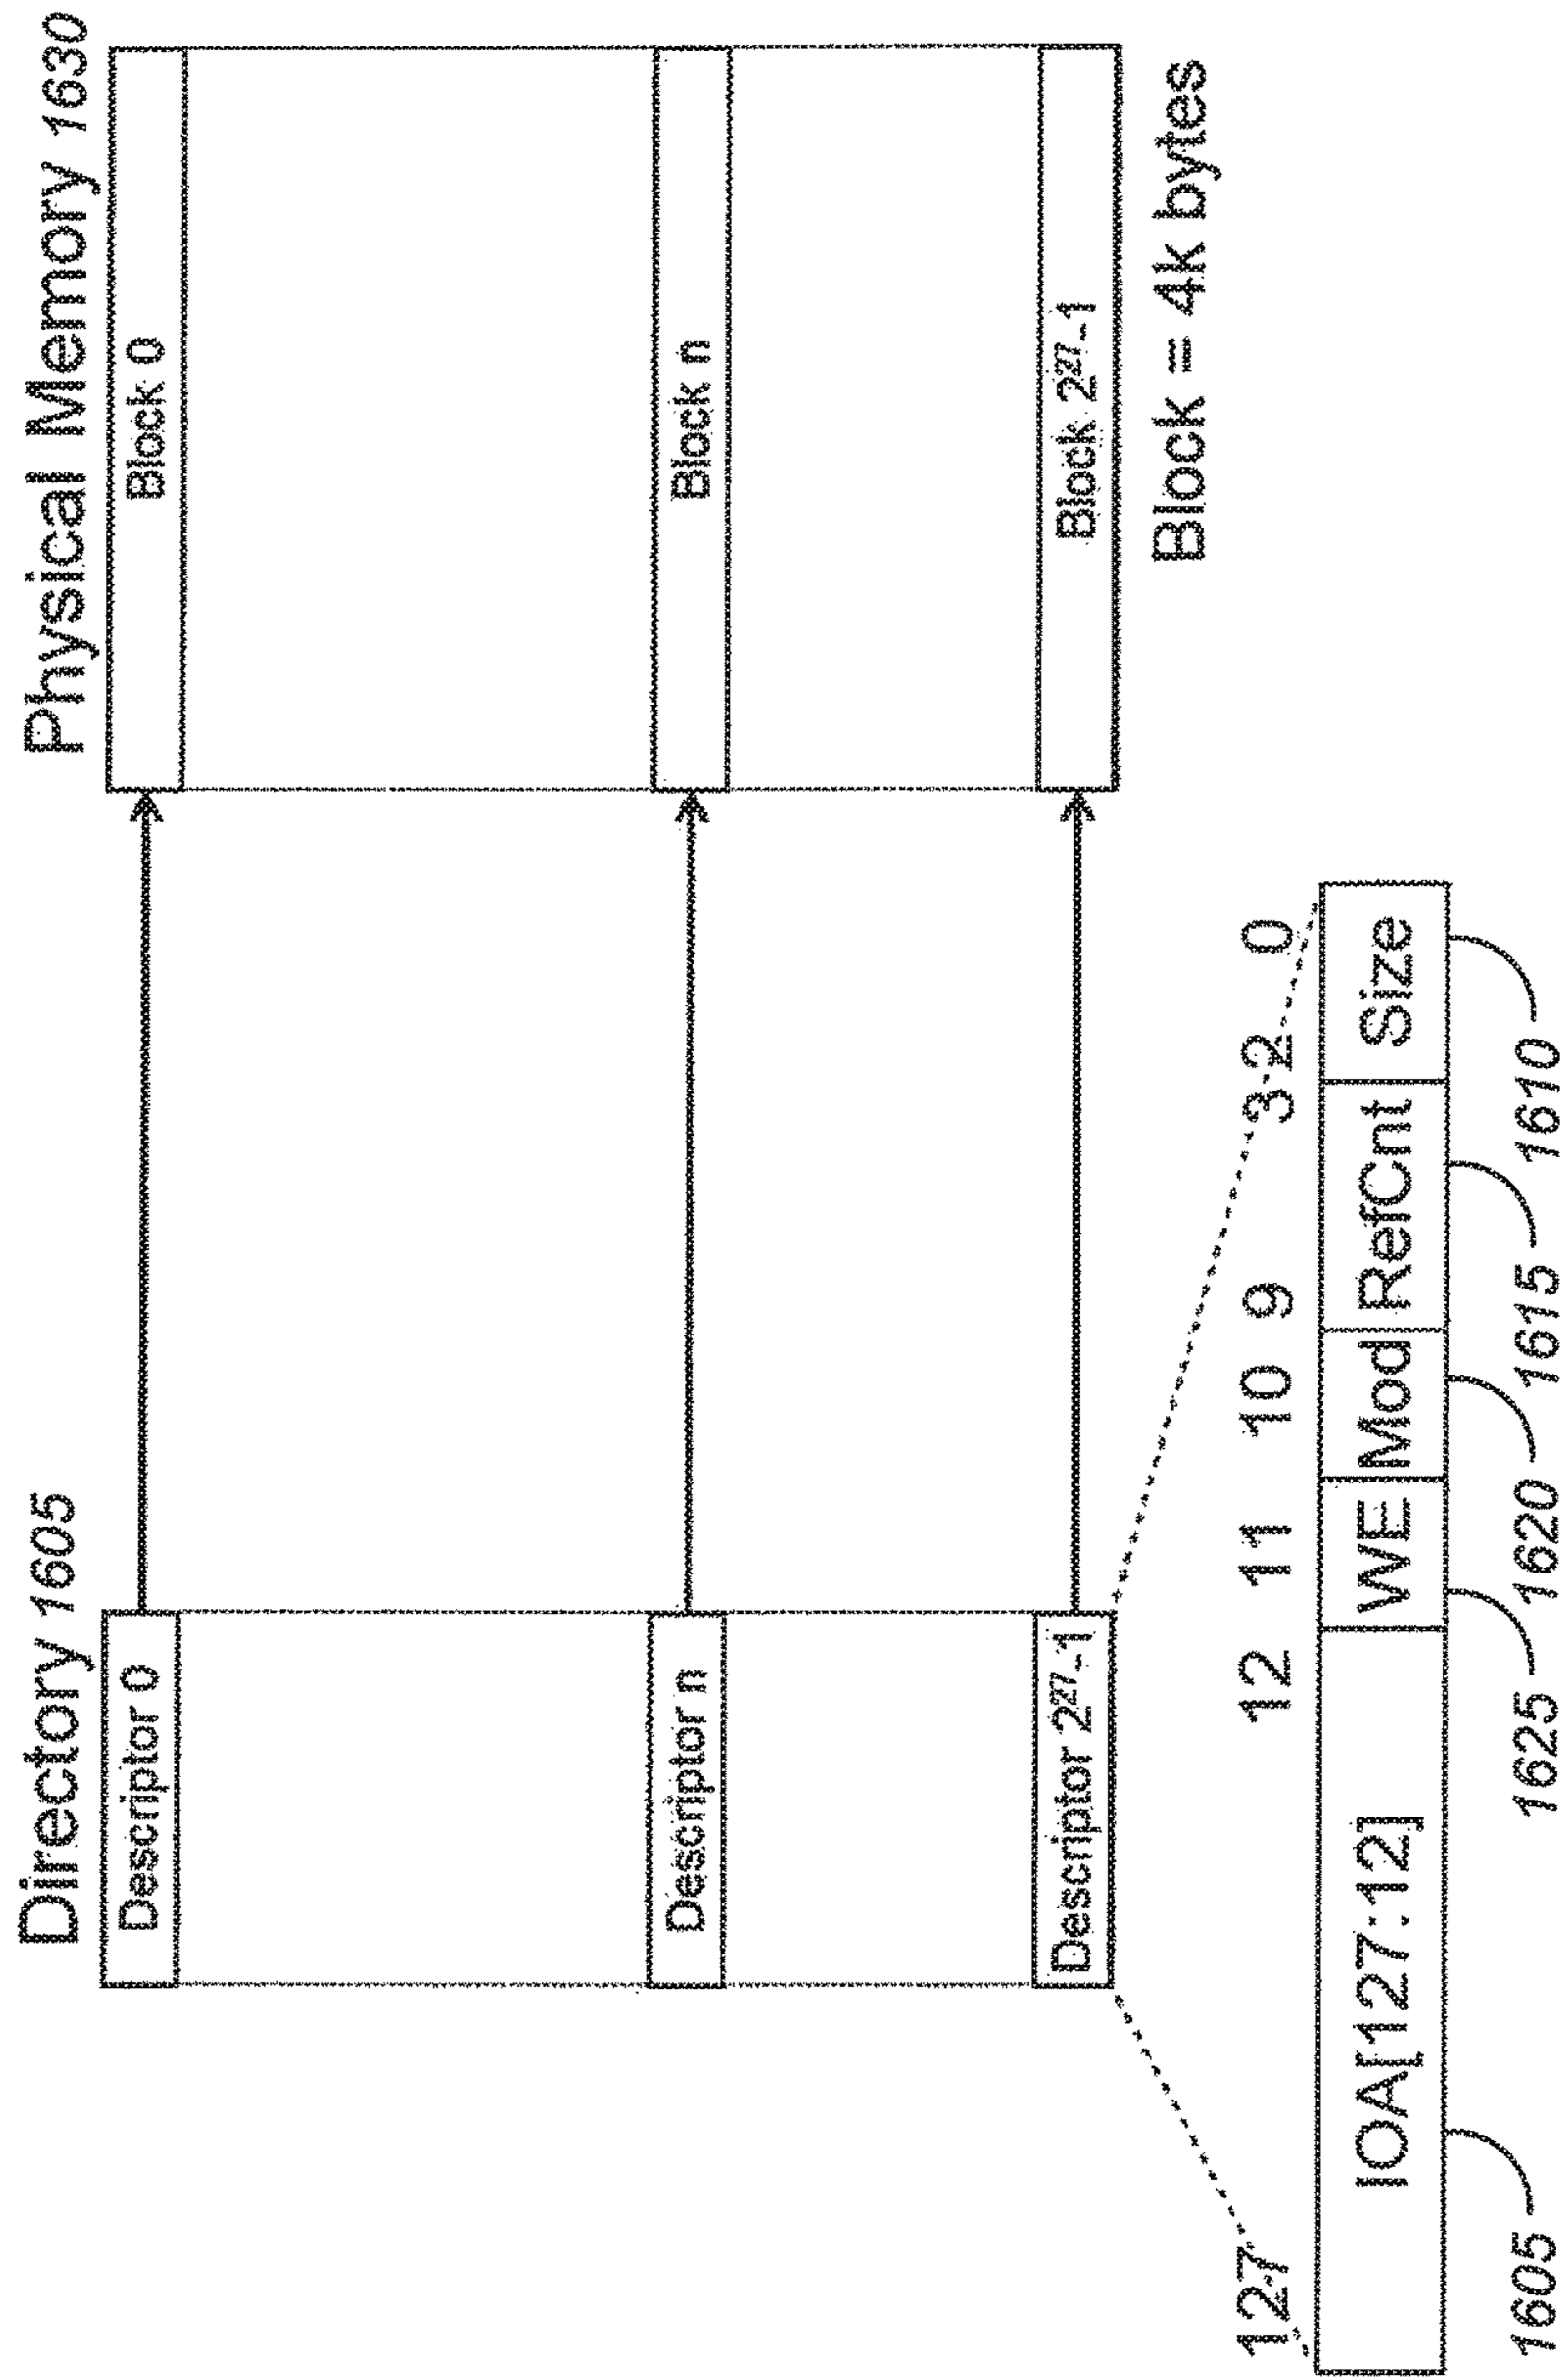 Directory 1605
Physical Memory 1630
Descriptor 0
Block 0
Descriptor n
Block n
Descriptor 2²⁷-1
Block 2²⁷-1
Block = 4k bytes
127 12 11 10 9 3 2 0
IOA[127:12] WE Mod RefCnt Size
1605 1625 1620 1615 1610